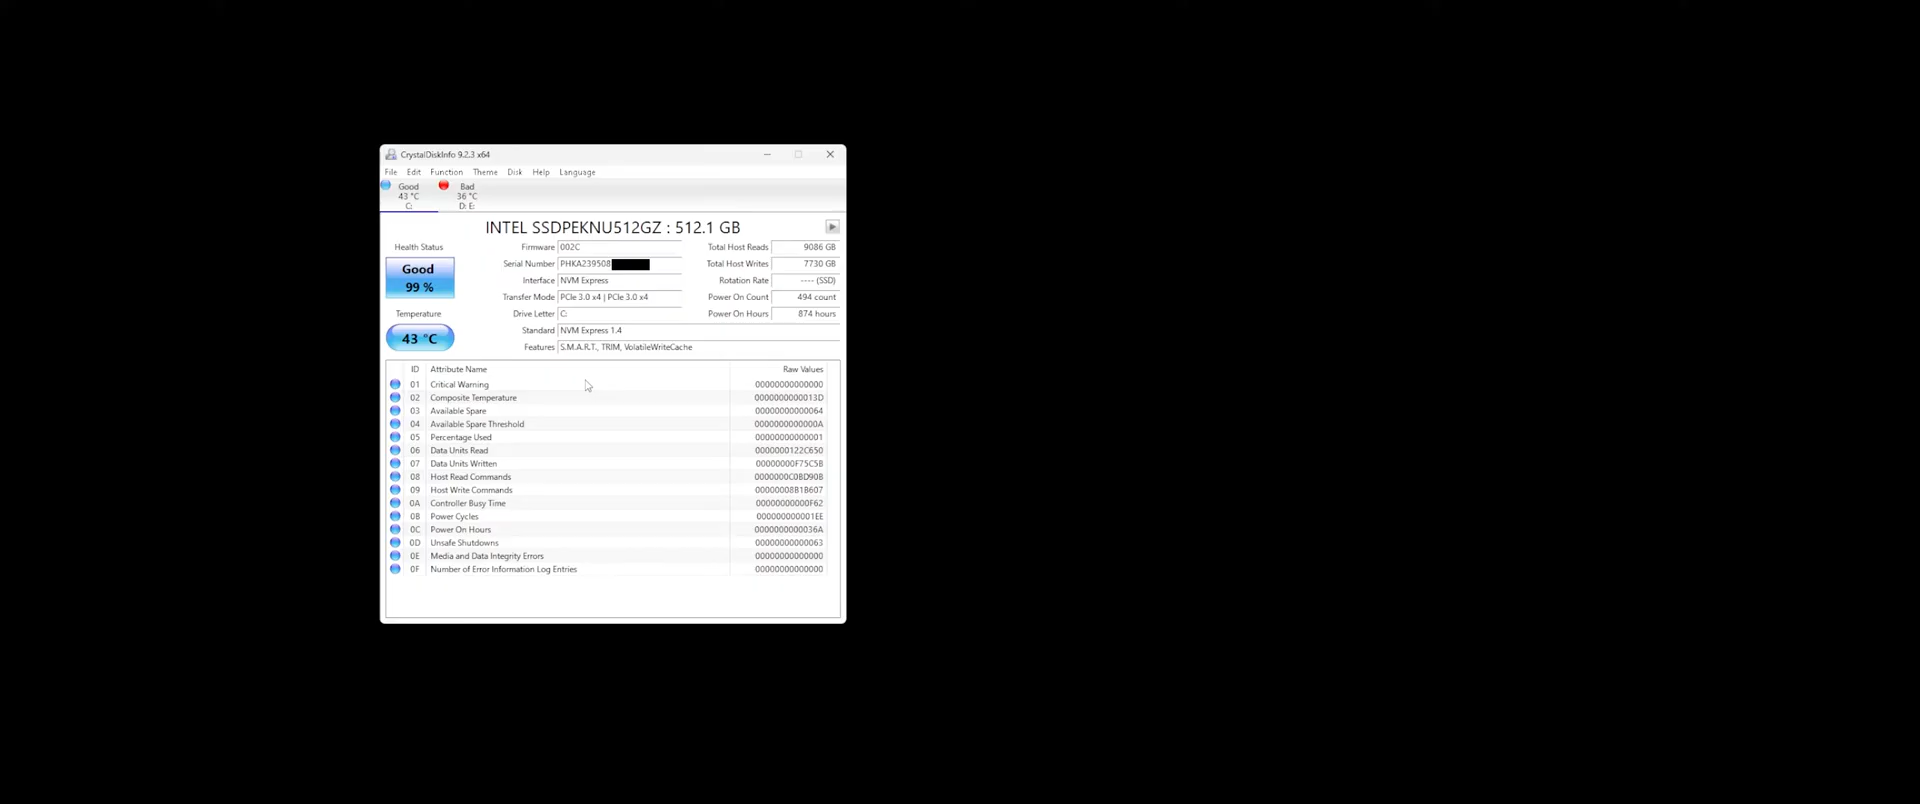 CrystalDiskInfo 9.2.3 x64
File Edit Function Theme Disk Help Language
Good Bad
43 °C 36 °C
C: D: E:
INTEL SSDPEKNU512GZ : 512.1 GB
Health Status Firmware 002C Total Host Reads 9086 GB
Good Serial Number PHKA239508 Total Host Writes 7730 GB
99 % Interface NVM Express Rotation Rate ---- (SSD)
Transfer Mode PCIe 3.0 x4 | PCIe 3.0 x4 Power On Count 494 count
Temperature Drive Letter C: Power On Hours 874 hours
43 °C Standard NVM Express 1.4
Features S.M.A.R.T., TRIM, VolatileWriteCache
ID Attribute Name Raw Values
01 Critical Warning 00000000000000
02 Composite Temperature 0000000000013D
03 Available Spare 00000000000064
04 Available Spare Threshold 0000000000000A
05 Percentage Used 00000000000001
06 Data Units Read 0000000122C650
07 Data Units Written 00000000F75C5B
08 Host Read Commands 0000000C0BD90B
09 Host Write Commands 00000008B1B607
0A Controller Busy Time 00000000000F62
0B Power Cycles 000000000001EE
0C Power On Hours 0000000000036A
0D Unsafe Shutdowns 00000000000063
0E Media and Data Integrity Errors 00000000000000
0F Number of Error Information Log Entries 00000000000000